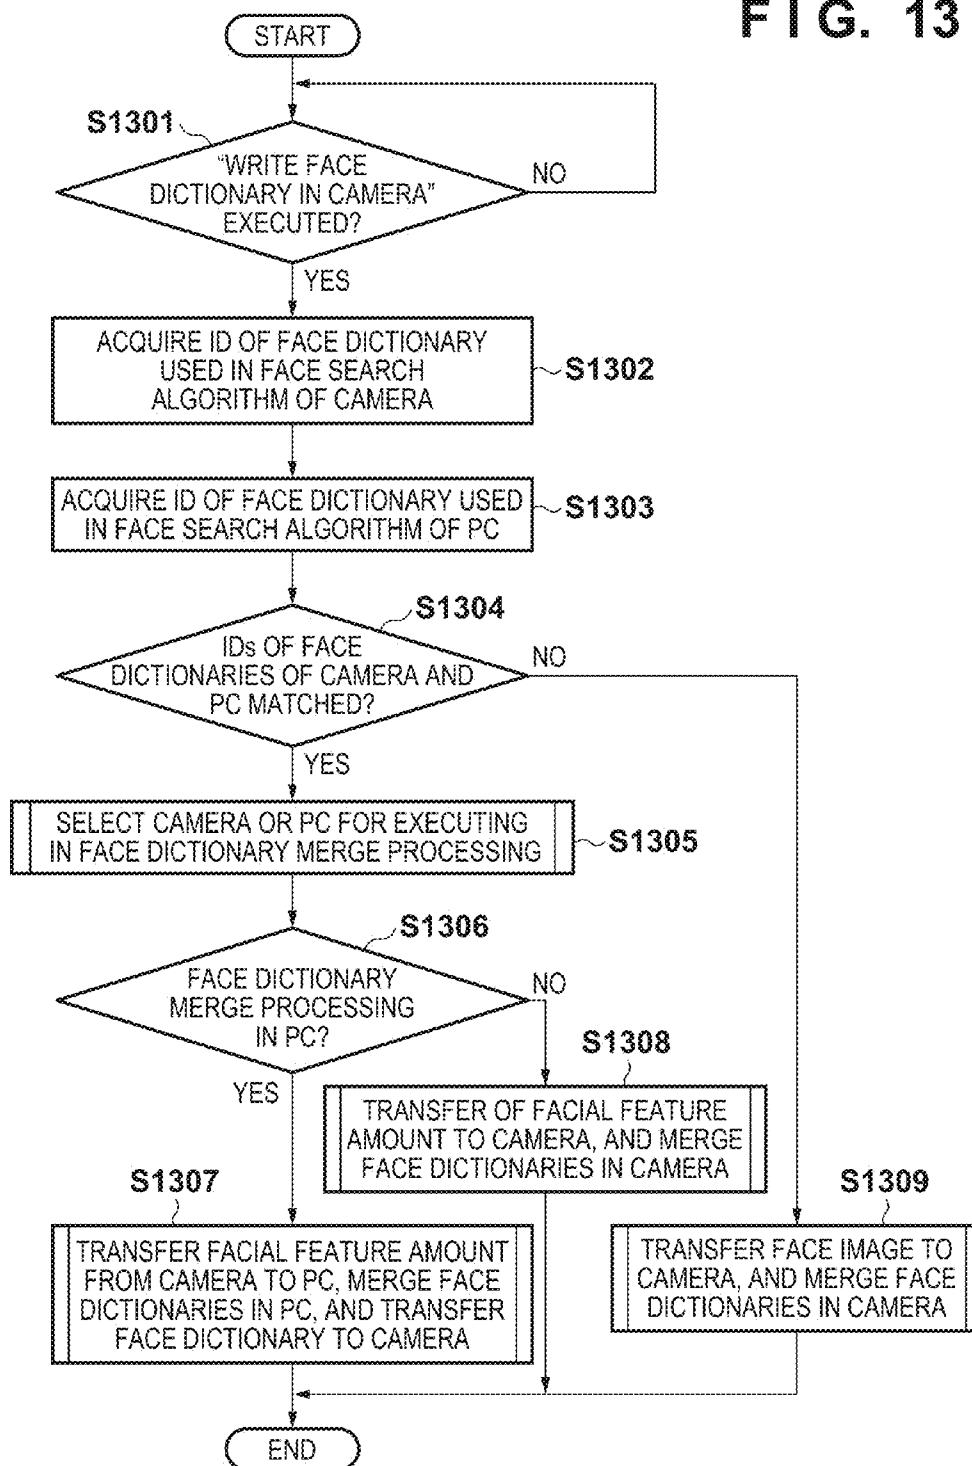 FIG. 13
START
S1301
"WRITE FACE
DICTIONARY IN CAMERA"
EXECUTED?
NO
YES
ACQUIRE ID OF FACE DICTIONARY
USED IN FACE SEARCH
ALGORITHM OF CAMERA
S1302
ACQUIRE ID OF FACE DICTIONARY USED
IN FACE SEARCH ALGORITHM OF PC
S1303
S1304
IDs OF FACE
DICTIONARIES OF CAMERA AND
PC MATCHED?
NO
YES
SELECT CAMERA OR PC FOR EXECUTING
IN FACE DICTIONARY MERGE PROCESSING
S1305
S1306
FACE DICTIONARY
MERGE PROCESSING
IN PC?
NO
YES
S1308
TRANSFER OF FACIAL FEATURE
AMOUNT TO CAMERA, AND MERGE
FACE DICTIONARIES IN CAMERA
S1307
TRANSFER FACIAL FEATURE AMOUNT
FROM CAMERA TO PC, MERGE FACE
DICTIONARIES IN PC, AND TRANSFER
FACE DICTIONARY TO CAMERA
S1309
TRANSFER FACE IMAGE TO
CAMERA, AND MERGE FACE
DICTIONARIES IN CAMERA
END